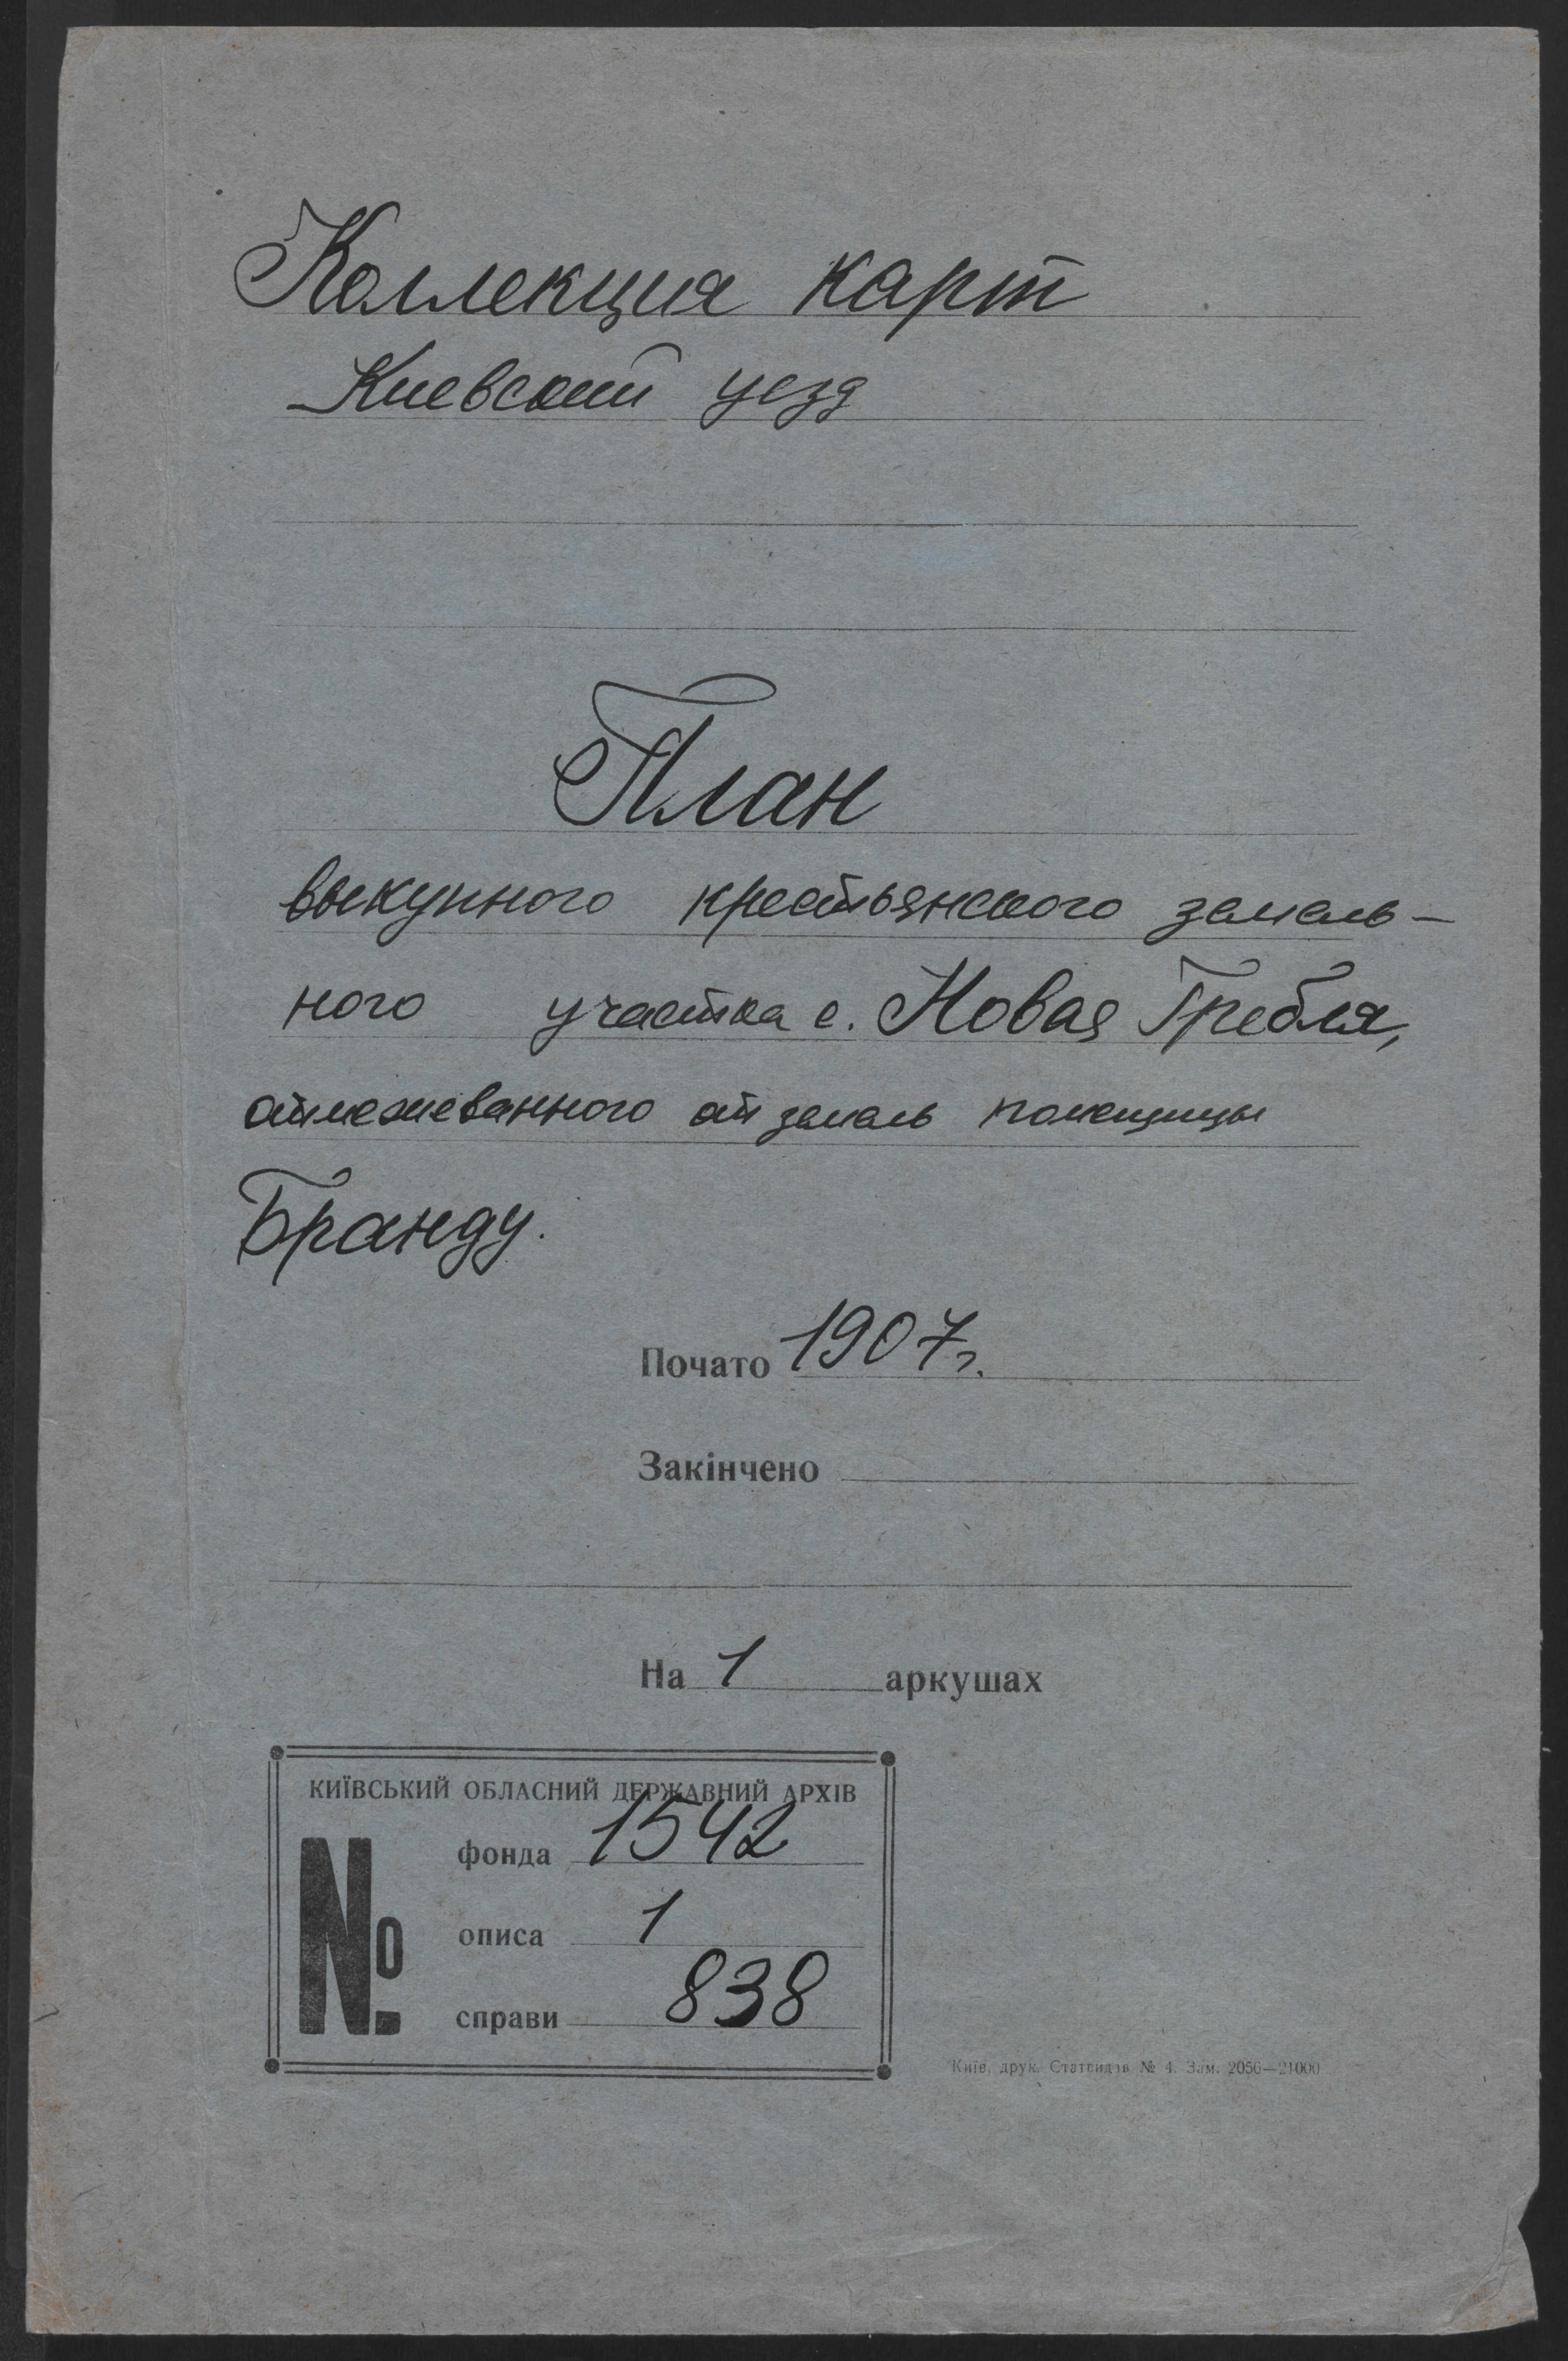 Коллекция карт
Киевский уезд
План
выкупного крестьянского земель-
ного участка с. Новая Гребля,
отмежеванного от земель помещицы
Бранду.
Почато 1907 г.
Закінчено
На 1 аркушах
КИЇВСЬКИЙ ОБЛАСНИЙ ДЕРЖАВНИЙ АРХІВ
№
фонда 1542
описа 1
справи 838
Київ, друк. № 4. Зам. 2056—21000